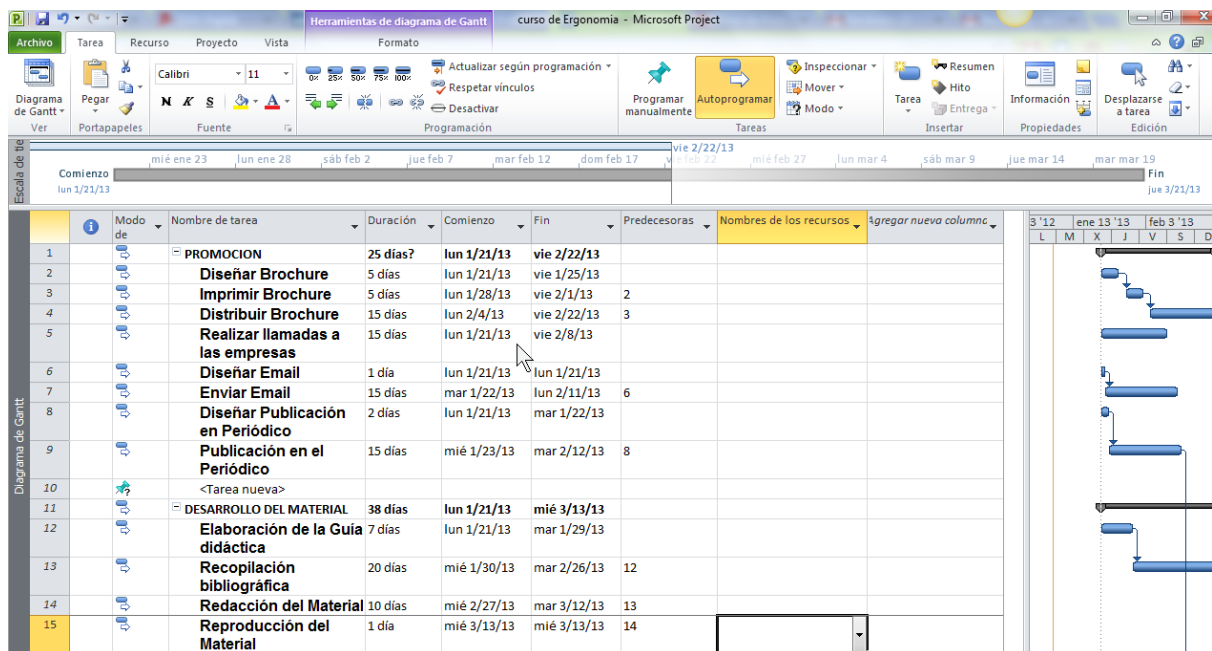 Herramientas de diagrama de Gantt curso de Ergonomia - Microsoft Project
Archivo Tarea Recurso Proyecto Vista Formato
Diagrama de Gantt
Pegar
Calibri 11
N K S
0% 25% 50% 75% 100%
Actualizar según programación
Respetar vínculos
Desactivar
Programar manualmente
Autoprogramar
Inspeccionar
Mover
Modo
Tarea
Resumen
Hito
Entrega
Información
Desplazarse a tarea
Ver Portapapeles Fuente Programación Tareas Insertar Propiedades Edición
Escala de tie
vie 2/22/13
mié ene 23 lun ene 28 sáb feb 2 jue feb 7 mar feb 12 dom feb 17 vie feb 22 mié feb 27 lun mar 4 sáb mar 9 jue mar 14 mar mar 19
Comienzo Fin
lun 1/21/13 jue 3/21/13
Modo de Nombre de tarea Duración Comienzo Fin Predecesoras Nombres de los recursos Agregar nueva columna
3 '12 ene 13 '13 feb 3 '13
L M X J V S D
Diagrama de Gantt
1 PROMOCION 25 días? lun 1/21/13 vie 2/22/13
2 Diseñar Brochure 5 días lun 1/21/13 vie 1/25/13
3 Imprimir Brochure 5 días lun 1/28/13 vie 2/1/13 2
4 Distribuir Brochure 15 días lun 2/4/13 vie 2/22/13 3
5 Realizar llamadas a 15 días lun 1/21/13 vie 2/8/13
las empresas
6 Diseñar Email 1 día lun 1/21/13 lun 1/21/13
7 Enviar Email 15 días mar 1/22/13 lun 2/11/13 6
8 Diseñar Publicación 2 días lun 1/21/13 mar 1/22/13
en Periódico
9 Publicación en el 15 días mié 1/23/13 mar 2/12/13 8
Periódico
10 <Tarea nueva>
11 DESARROLLO DEL MATERIAL 38 días lun 1/21/13 mié 3/13/13
12 Elaboración de la Guía 7 días lun 1/21/13 mar 1/29/13
didáctica
13 Recopilación 20 días mié 1/30/13 mar 2/26/13 12
bibliográfica
14 Redacción del Material 10 días mié 2/27/13 mar 3/12/13 13
15 Reproducción del 1 día mié 3/13/13 mié 3/13/13 14
Material